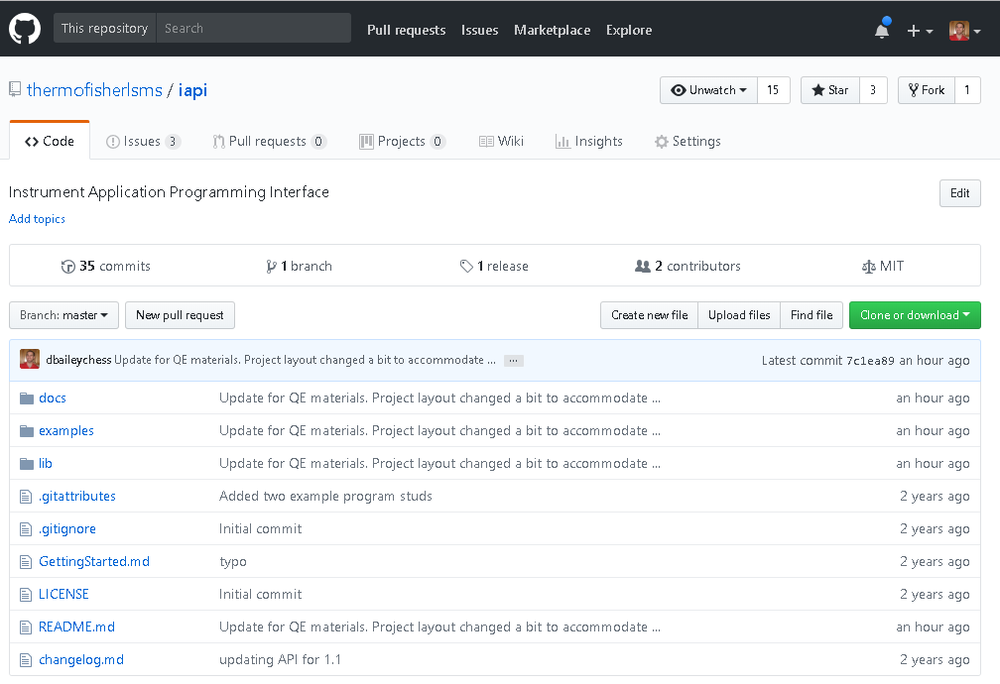 This repository Search Pull requests Issues Marketplace Explore
thermofisherlsms / iapi Unwatch 15 Star 3 Fork 1
Code Issues 3 Pull requests 0 Projects 0 Wiki Insights Settings
Instrument Application Programming Interface Edit
Add topics
35 commits 1 branch 1 release 2 contributors MIT
Branch: master New pull request Create new file Upload files Find file Clone or download
dbaileychess Update for QE materials. Project layout changed a bit to accommodate ... ... Latest commit 7c1ea89 an hour ago
docs Update for QE materials. Project layout changed a bit to accommodate ... an hour ago
examples Update for QE materials. Project layout changed a bit to accommodate ... an hour ago
lib Update for QE materials. Project layout changed a bit to accommodate ... an hour ago
.gitattributes Added two example program studs 2 years ago
.gitignore Initial commit 2 years ago
GettingStarted.md typo 2 years ago
LICENSE Initial commit 2 years ago
README.md Update for QE materials. Project layout changed a bit to accommodate ... an hour ago
changelog.md updating API for 1.1 2 years ago